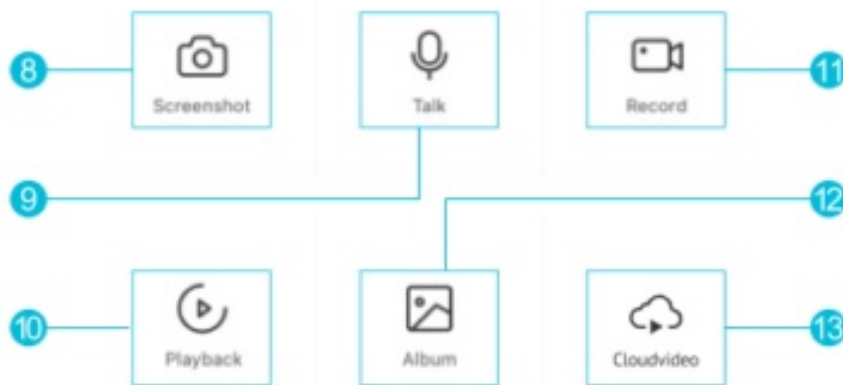 8
Screenshot
Talk
Record
11
9
12
10
Playback
Album
Cloudvideo
13